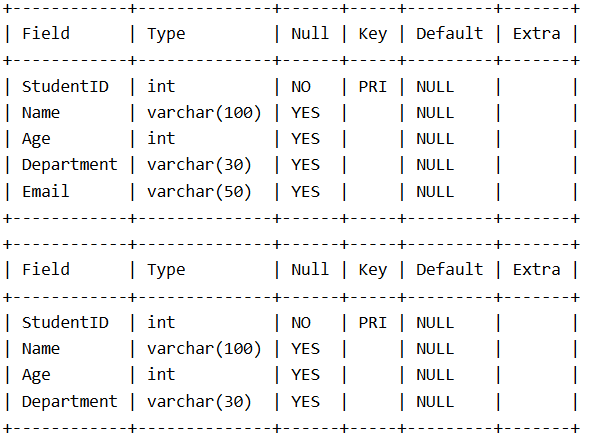 +------------+--------------+------+-----+---------+-------+
| Field      | Type         | Null | Key | Default | Extra |
+------------+--------------+------+-----+---------+-------+
| StudentID  | int          | NO   | PRI | NULL    |       |
| Name       | varchar(100) | YES  |     | NULL    |       |
| Age        | int          | YES  |     | NULL    |       |
| Department | varchar(30)  | YES  |     | NULL    |       |
| Email      | varchar(50)  | YES  |     | NULL    |       |
+------------+--------------+------+-----+---------+-------+
+------------+--------------+------+-----+---------+-------+
| Field      | Type         | Null | Key | Default | Extra |
+------------+--------------+------+-----+---------+-------+
| StudentID  | int          | NO   | PRI | NULL    |       |
| Name       | varchar(100) | YES  |     | NULL    |       |
| Age        | int          | YES  |     | NULL    |       |
| Department | varchar(30)  | YES  |     | NULL    |       |
+------------+--------------+------+-----+---------+-------+